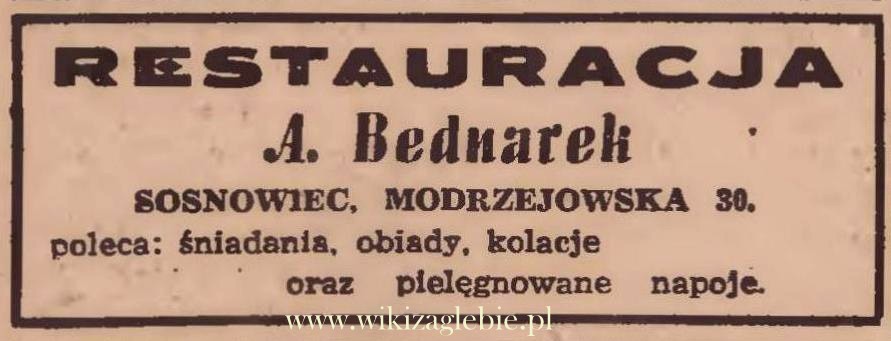 RESTAURACJA
A. Bednarek
SOSNOWIEC, MODRZEJOWSKA 30.
poleca: śniadania, obiady, kolacje
oraz pielęgnowane napoje.
www.wikizaglebie.pl